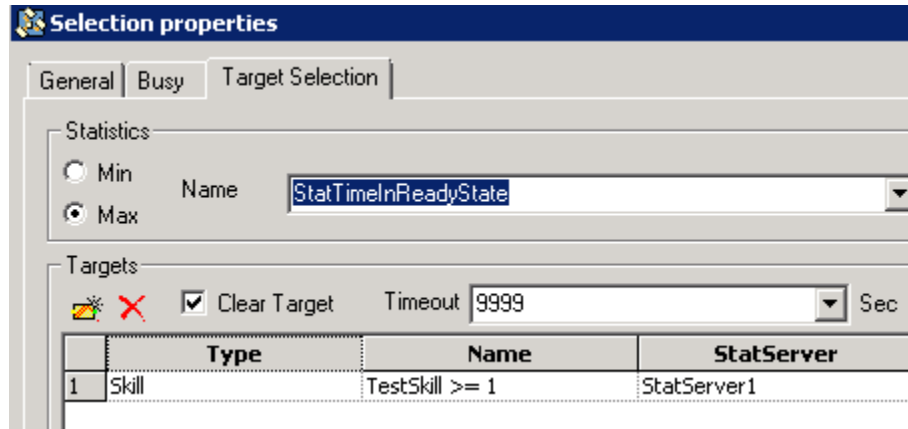 Selection properties
General Busy Target Selection
Statistics
Min
Name StatTimeInReadyState
Max
Targets
Clear Target Timeout 9999 Sec
Type Name StatServer
1 Skill TestSkill >= 1 StatServer1